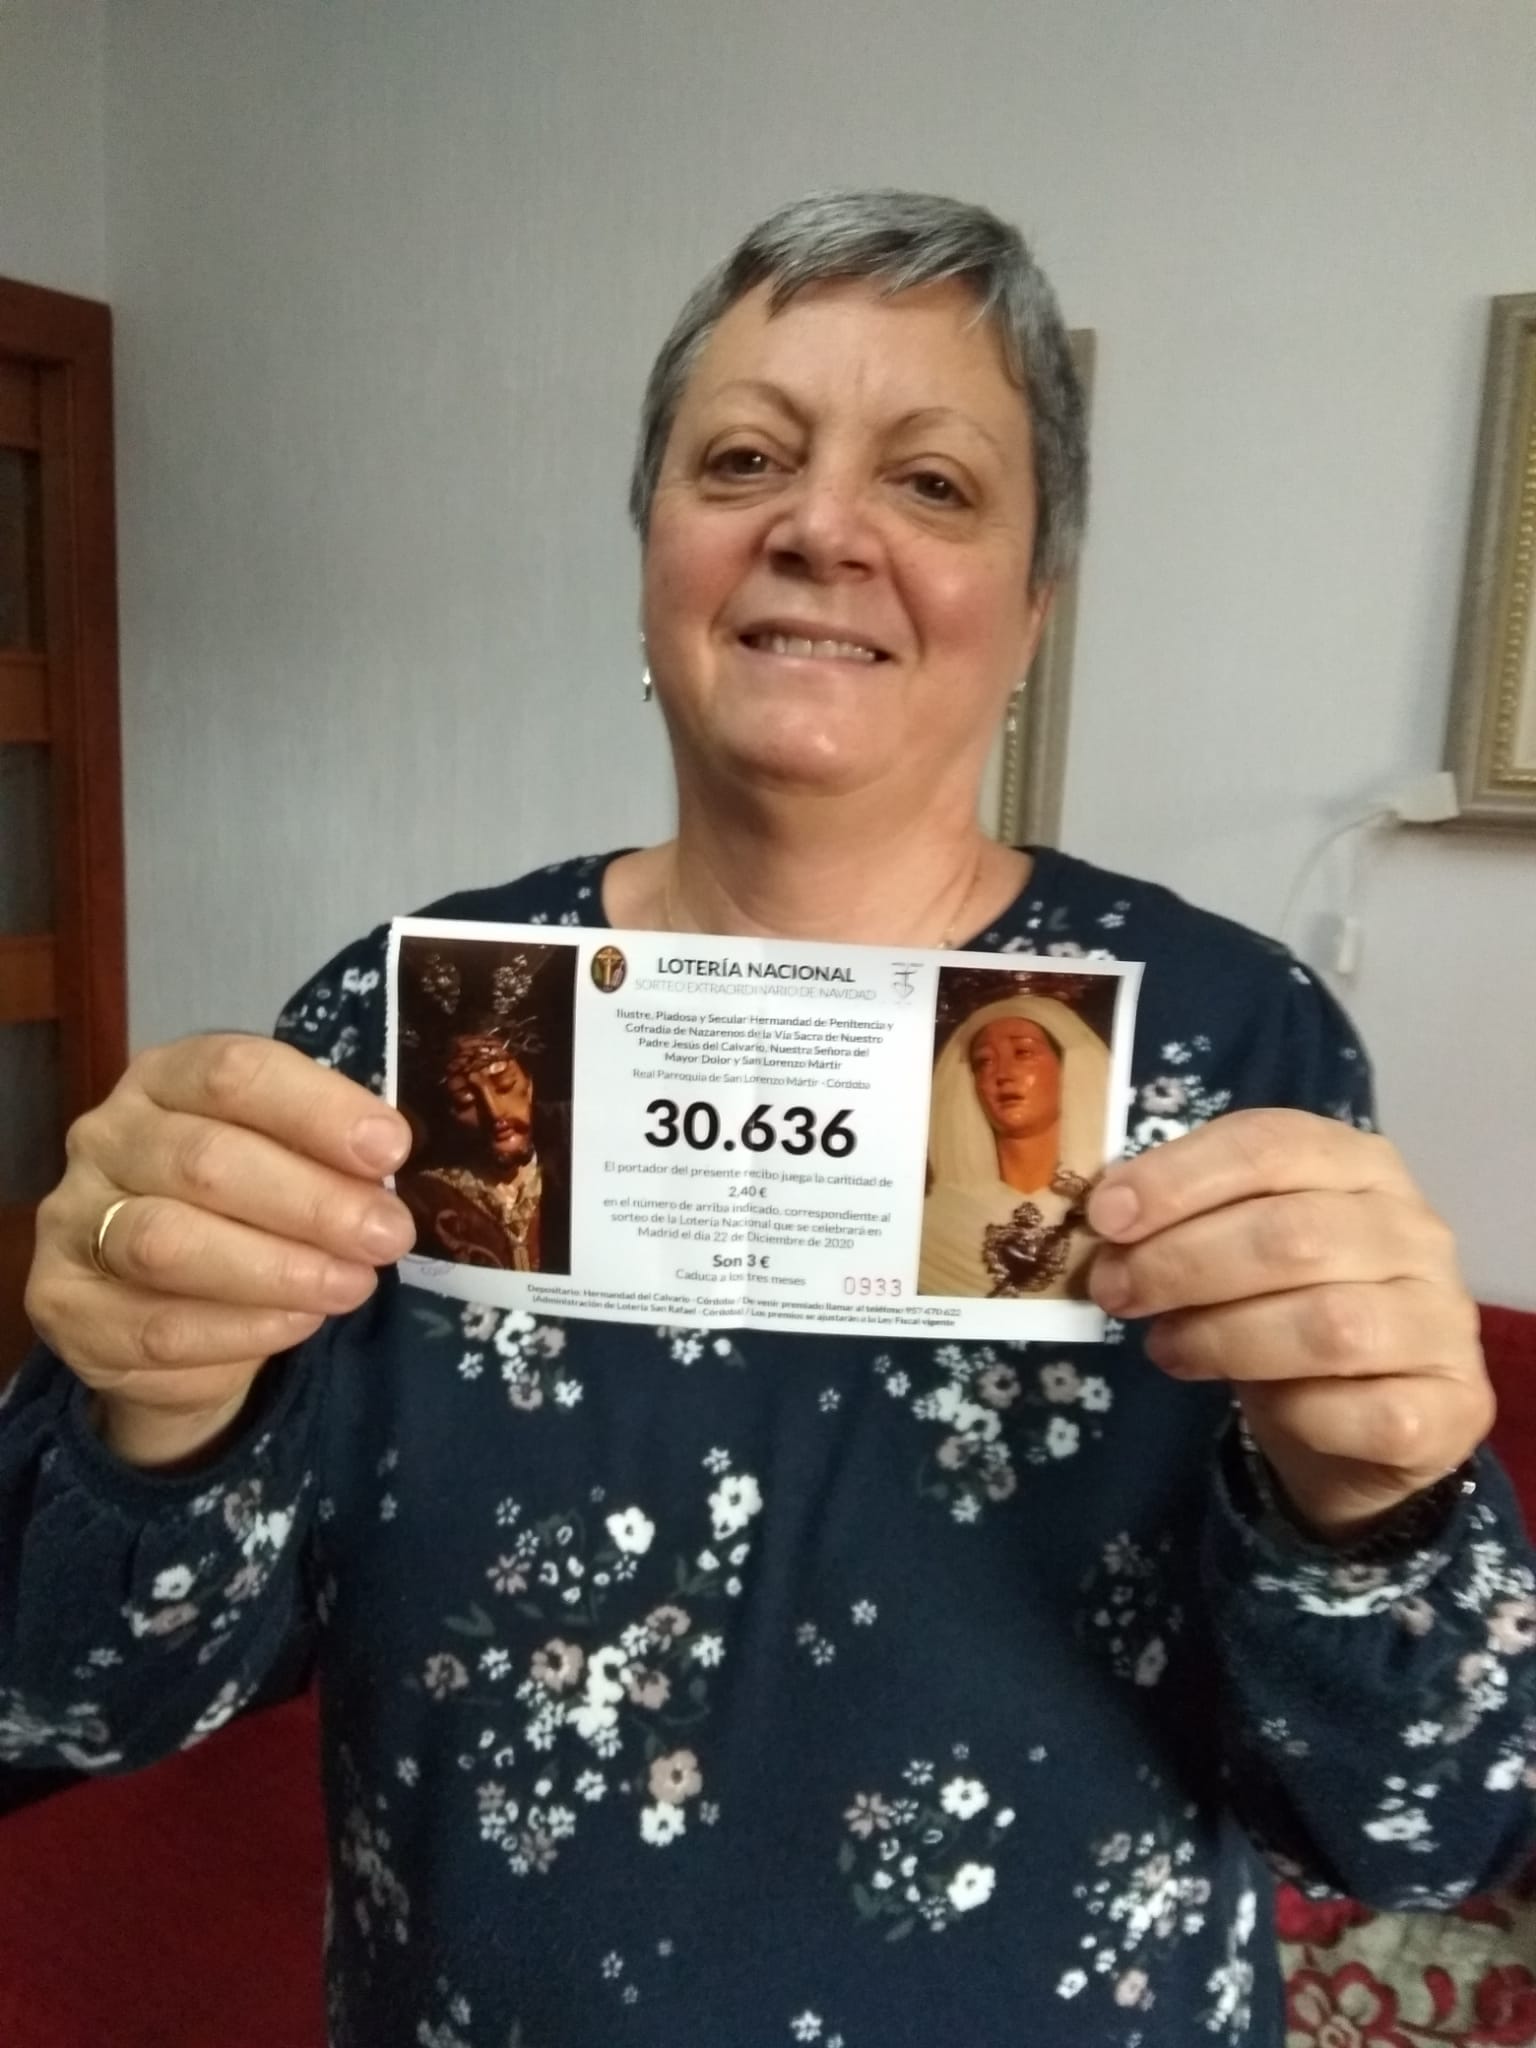 LOTERÍA NACIONAL
SORTEO EXTRAORDINARIO DE NAVIDAD
Ilustre, Piadosa y Secular Hermandad de Penitencia y
Cofradía de Nazarenos de la Vía Sacra de Nuestro
Padre Jesús del Calvario, Nuestra Señora del
Mayor Dolor y San Lorenzo Mártir
Real Parroquia de San Lorenzo Mártir - Córdoba
30.636
El portador del presente recibo juega la cantidad de
2,40 €
en el número de arriba indicado, correspondiente al
sorteo de la Lotería Nacional que se celebrará en
Madrid el día 22 de Diciembre de 2020
Son 3 €
Caduca a los tres meses
0933
Depositario: Hermandad del Calvario - Córdoba / De venir premiado llamar al teléfono 957 470 622
(Administración de Lotería San Rafael - Córdoba) / Los premios se ajustarán a la Ley Fiscal vigente